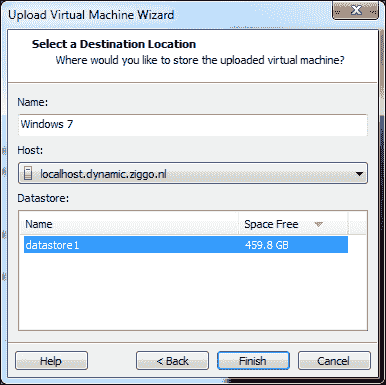 Upload Virtual Machine Wizard
Select a Destination Location
Where would you like to store the uploaded virtual machine?
Name:
Windows 7
Host:
localhost.dynamic.ziggo.nl
Datastore:
Name Space Free
datastore1 459.8 GB
Help < Back Finish Cancel